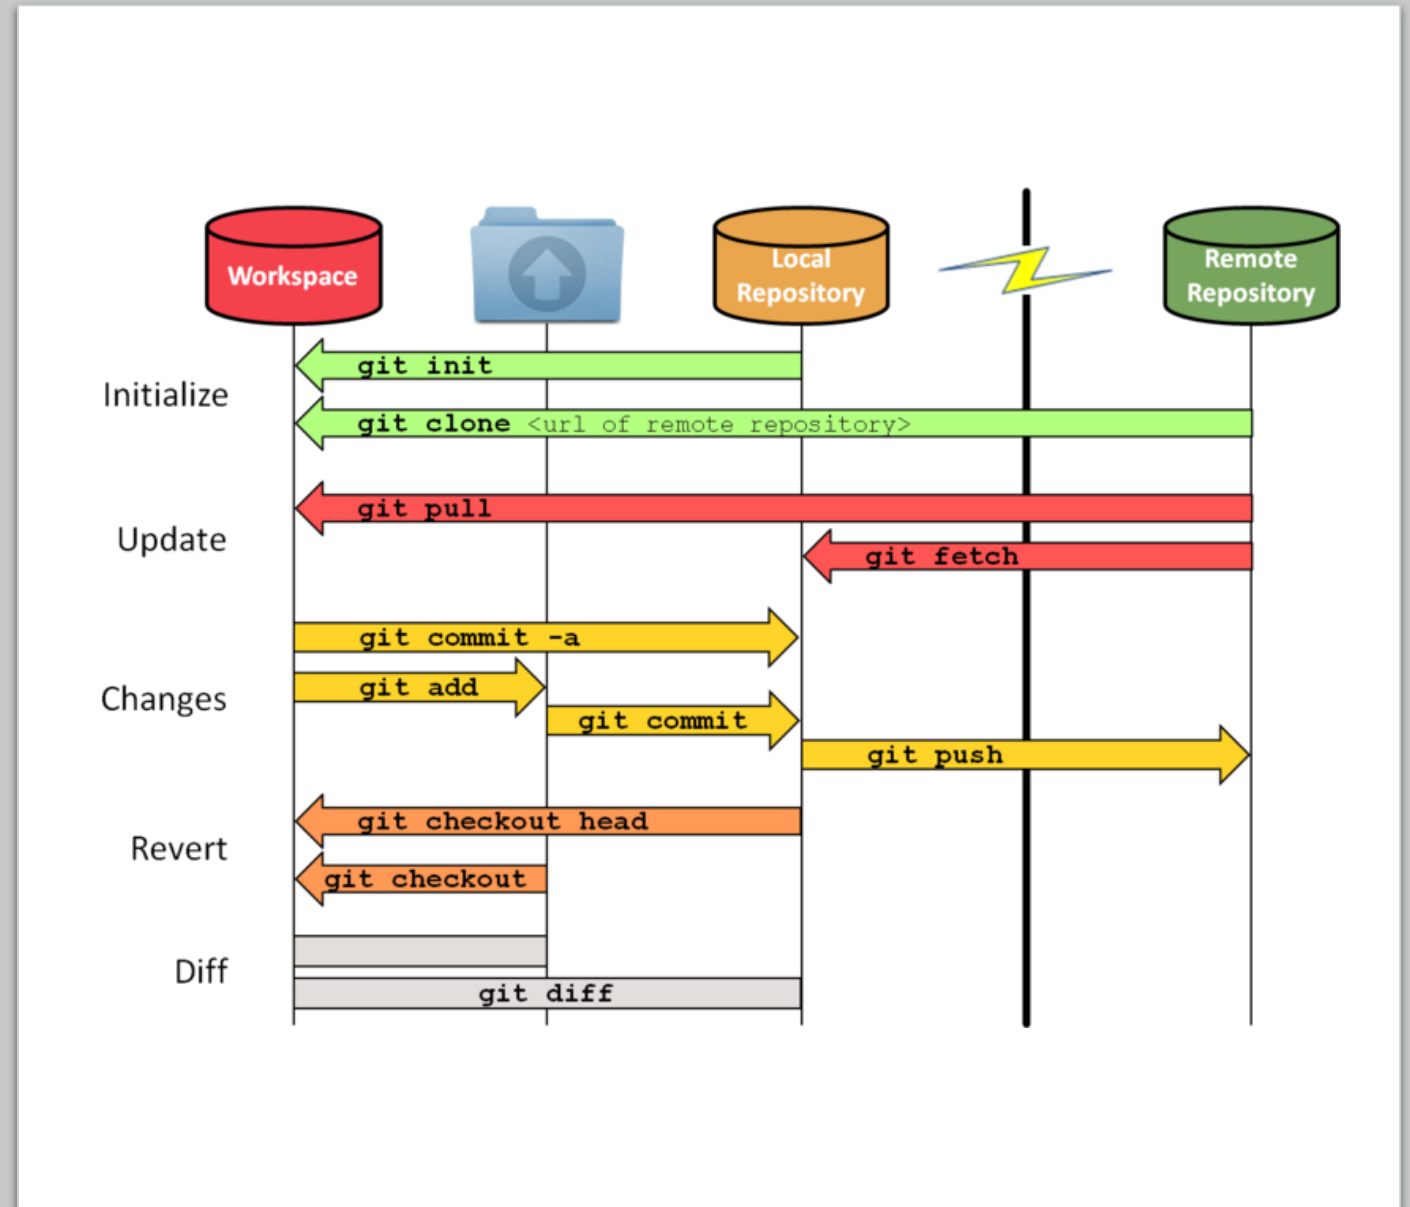 Workspace
Local
Repository
Remote
Repository
Initialize
git init
git clone <url of remote repository>
Update
git pull
git fetch
Changes
git commit -a
git add
git commit
git push
Revert
git checkout head
git checkout
Diff
git diff